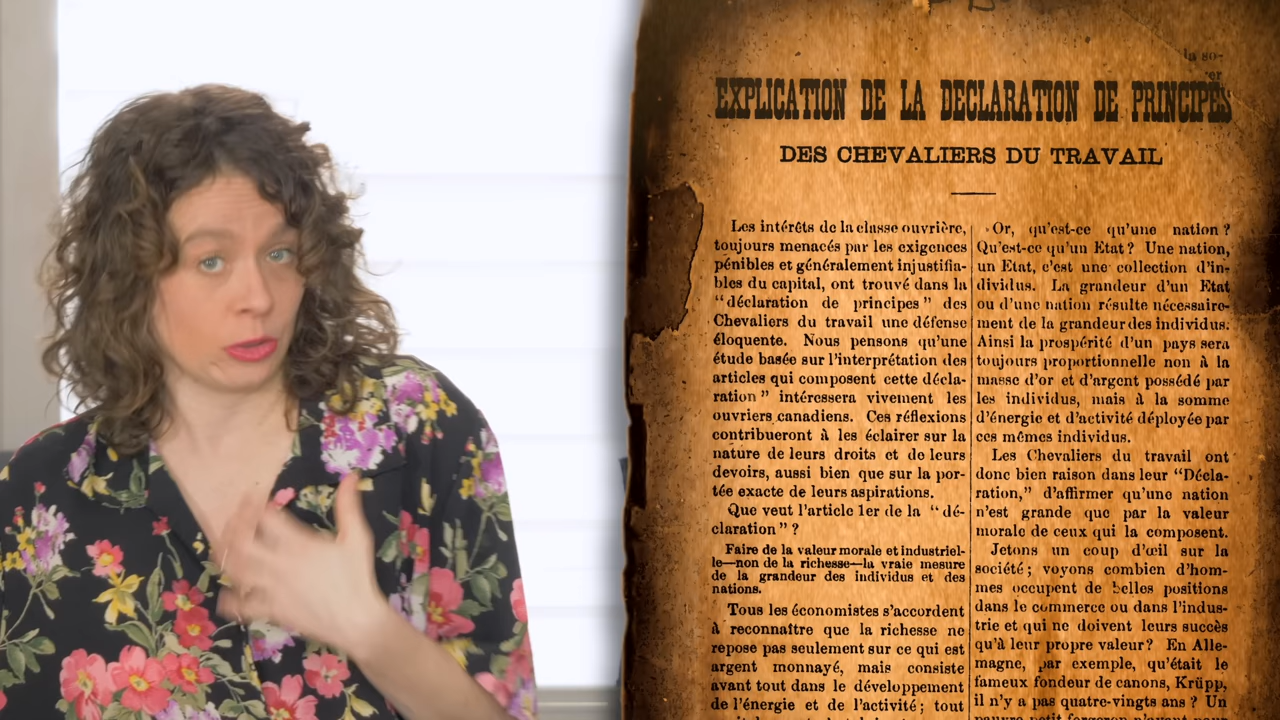 la so-
er
EXPLICATION DE LA DECLARATION DE PRINCIPES
DES CHEVALIERS DU TRAVAIL
Les intérêts de la classe ouvrière,
toujours menacés par les exigences
pénibles et généralement injustifia-
bles du capital, ont trouvé dans la
“déclaration de principes” des
Chevaliers du travail une défense
éloquente. Nous pensons qu'une
étude basée sur l'interprétation des
articles qui composent cette décla-
ration” intéressera vivement les
ouvriers canadiens. Ces réflexions
contribueront à les éclairer sur la
nature de leurs droits et de leurs
devoirs, aussi bien que sur la por-
tée exacte de leurs aspirations.
Que veut l'article 1er de la “dé-
claration”?
Faire de la valeur morale et industriel-
le—non de la richesse—la vraie mesure
de la grandeur des individus et des
nations.
Tous les économistes s'accordent
à reconnaître que la richesse ne
repose pas seulement sur ce qui est
argent monnayé, mais consiste
avant tout dans le développement
de l'énergie et de l'activité; tout
Or, qu'est-ce qu'une nation?
Qu'est-ce qu'un Etat? Une nation,
un Etat, c'est une collection d'in-
dividus. La grandeur d'un Etat
ou d'une nation résulte nécessaire-
ment de la grandeur des individus.
Ainsi la prospérité d'un pays sera
toujours proportionnelle non à la
masse d'or et d'argent possédé par
les individus, mais à la somme
d'énergie et d'activité déployée par
ces mêmes individus.
Les Chevaliers du travail ont
donc bien raison dans leur “Décla-
ration,” d'affirmer qu'une nation
n'est grande que par la valeur
morale de ceux qui la composent.
Jetons un coup d'œil sur la
société; voyons combien d'hom-
mes occupent de belles positions
dans le commerce ou dans l'indus-
trie et qui ne doivent leurs succès
qu'à leur propre valeur? En Alle-
magne, par exemple, qu'était le
fameux fondeur de canons, Krüpp,
il n'y a pas quatre-vingts ans? Un
pauvre petit forgeron